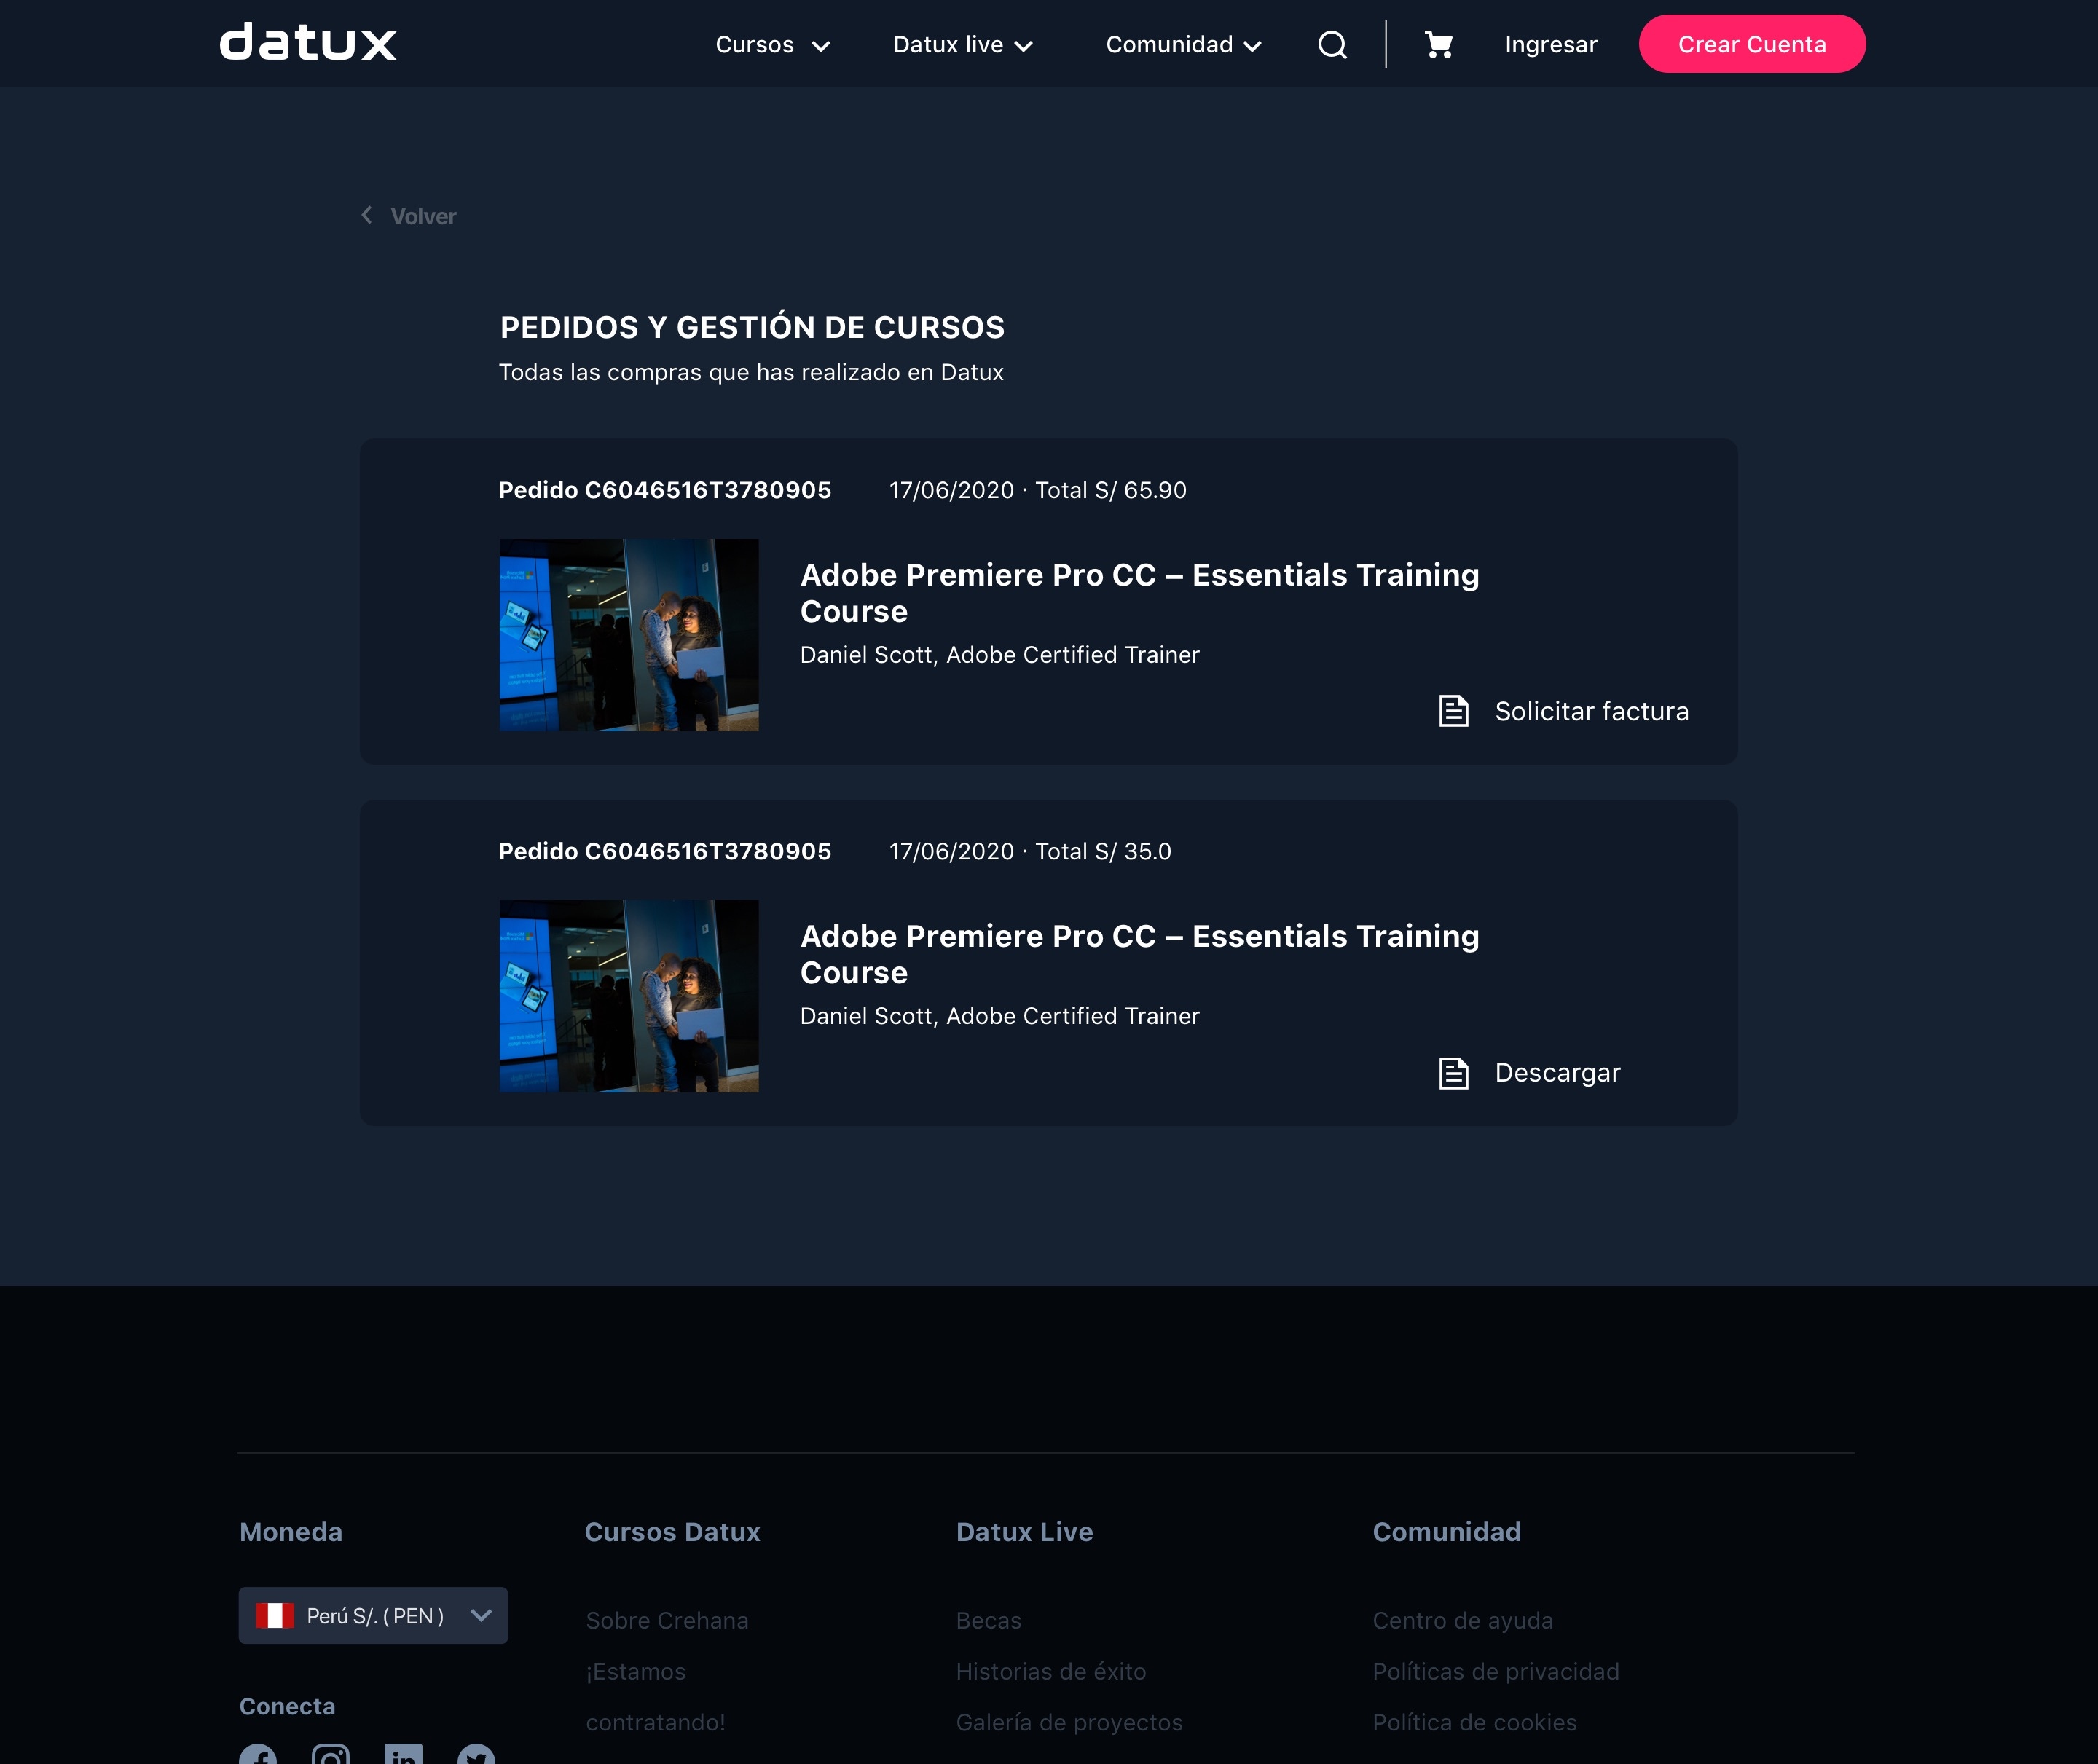 datux
Cursos
Datux live
Comunidad
Ingresar
Crear Cuenta
Volver
PEDIDOS Y GESTIÓN DE CURSOS
Todas las compras que has realizado en Datux
Pedido C6046516T3780905 17/06/2020 · Total S/ 65.90
Adobe Premiere Pro CC – Essentials Training
Course
Daniel Scott, Adobe Certified Trainer
Solicitar factura
Pedido C6046516T3780905 17/06/2020 · Total S/ 35.0
Adobe Premiere Pro CC – Essentials Training
Course
Daniel Scott, Adobe Certified Trainer
Descargar
Moneda
Perú S/. ( PEN )
Conecta
Cursos Datux
Sobre Crehana
¡Estamos
contratando!
Datux Live
Becas
Historias de éxito
Galería de proyectos
Comunidad
Centro de ayuda
Políticas de privacidad
Política de cookies